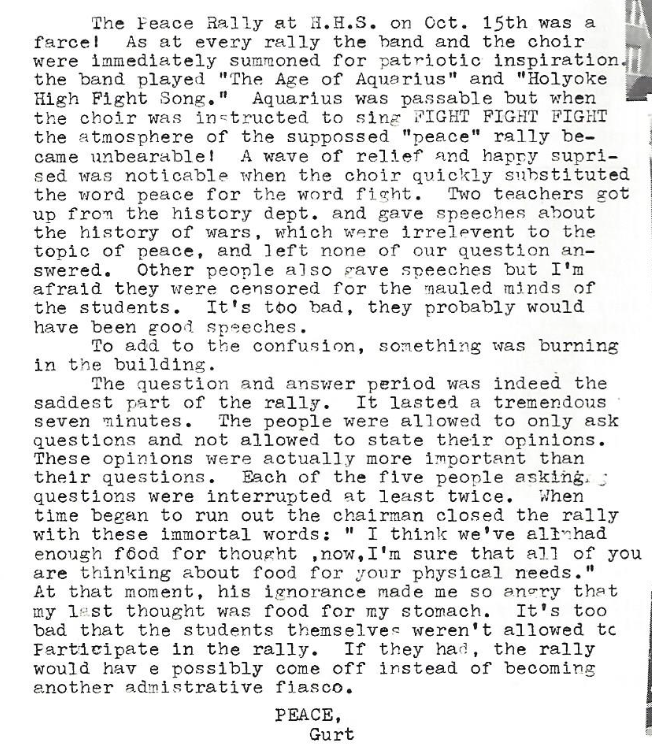 The Peace Rally at H.H.S. on Oct. 15th was a
farce!  As at every rally the band and the choir
were immediately summoned for patriotic inspiration.
the band played "The Age of Aquarius" and "Holyoke
High Fight Song."  Aquarius was passable but when
the choir was instructed to sing FIGHT FIGHT FIGHT
the atmosphere of the suppossed "peace" rally be-
came unbearable!  A wave of relief and happy supri-
sed was noticable when the choir quickly substituted
the word peace for the word fight.  Two teachers got
up from the history dept. and gave speeches about
the history of wars, which were irrelevent to the
topic of peace, and left none of our question an-
swered.  Other people also gave speeches but I'm
afraid they were censored for the mauled minds of
the students.  It's too bad, they probably would
have been good speeches.
To add to the confusion, something was burning
in the building.
The question and answer period was indeed the
saddest part of the rally.  It lasted a tremendous
seven minutes.  The people were allowed to only ask
questions and not allowed to state their opinions.
These opinions were actually more important than
their questions.  Each of the five people asking
questions were interrupted at least twice.  When
time began to run out the chairman closed the rally
with these immortal words: " I think we've all had
enough food for thought ,now,I'm sure that all of you
are thinking about food for your physical needs."
At that moment, his ignorance made me so angry that
my last thought was food for my stomach.  It's too
bad that the students themselves weren't allowed to
Participate in the rally.  If they had, the rally
would hav e possibly come off instead of becoming
another admistrative fiasco.
PEACE,
Gurt